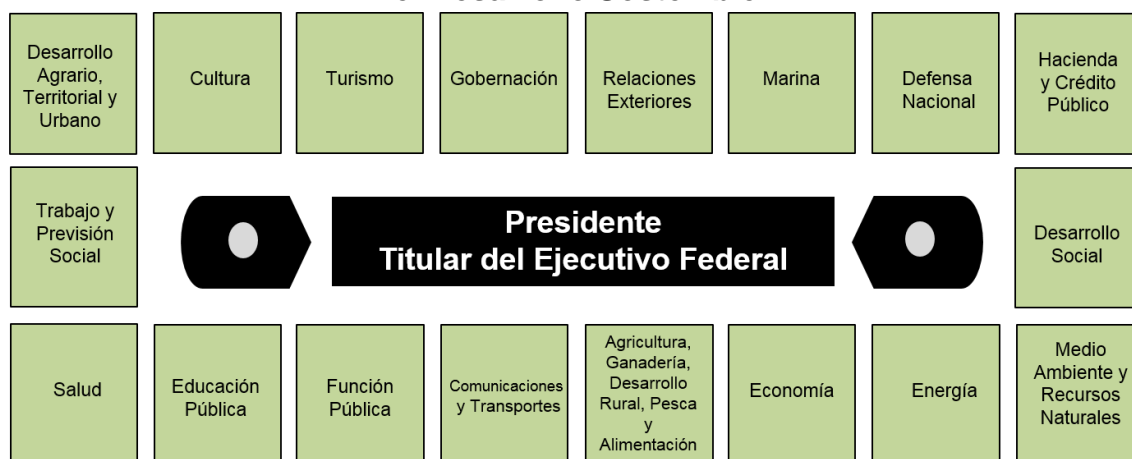 Desarrollo
Agrario,
Territorial y
Urbano
Cultura
Turismo
Gobernación
Relaciones
Exteriores
Marina
Defensa
Nacional
Hacienda
y Crédito
Público
Trabajo y
Previsión
Social
Presidente
Titular del Ejecutivo Federal
Desarrollo
Social
Salud
Educación
Pública
Función
Pública
Comunicaciones
y Transportes
Agricultura,
Ganadería,
Desarrollo
Rural, Pesca
y
Alimentación
Economía
Energía
Medio
Ambiente y
Recursos
Naturales